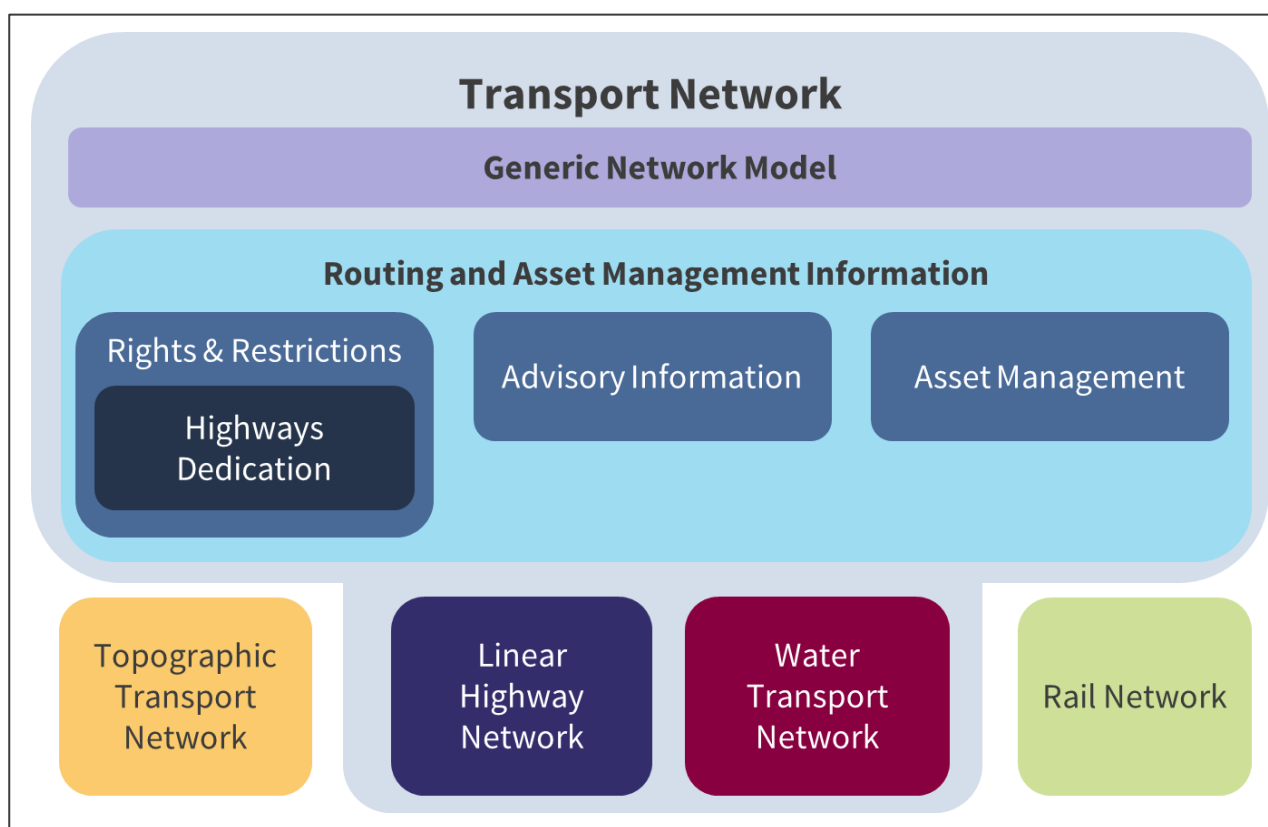 Transport Network
Generic Network Model
Routing and Asset Management Information
Rights & Restrictions
Highways
Dedication
Advisory Information
Asset Management
Topographic
Transport
Network
Linear
Highway
Network
Water
Transport
Network
Rail Network